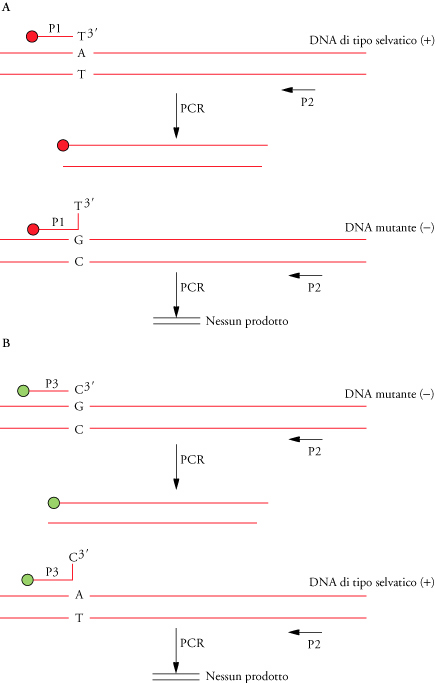 A
P1 T3′ DNA di tipo selvatico (+)
A
T
P2
PCR
T3′
P1 DNA mutante (−)
G
C
P2
PCR
Nessun prodotto
B
P3 C3′ DNA mutante (−)
G
C
P2
PCR
C3′
P3 DNA di tipo selvatico (+)
A
T
P2
PCR
Nessun prodotto